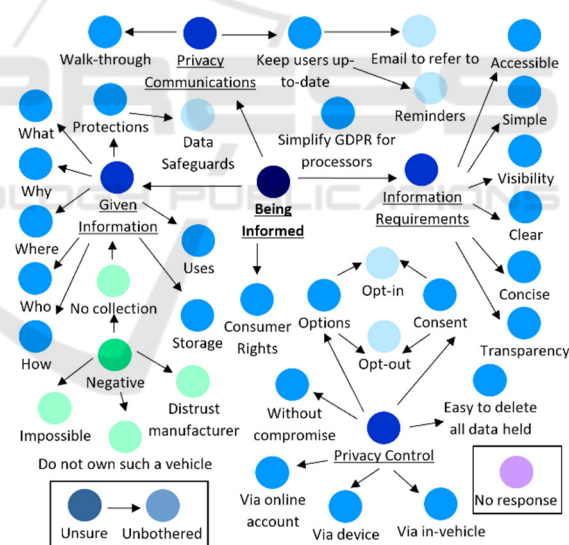 Walk-through
Privacy
Communications
Keep users up-
to-date
Email to refer to
Accessible
What
Protections
Data
Safeguards
Simplify GDPR for
processors
Reminders
Simple
Why
Given
Information
Being
Informed
Information
Requirements
Visibility
Where
Uses
Clear
Who
No collection
Storage
Consumer
Rights
Options
Opt-in
Consent
Concise
How
Negative
Opt-out
Transparency
Impossible
Distrust
manufacturer
Do not own such a vehicle
Without
compromise
Privacy Control
Easy to delete
all data held
Via online
account
Via device
Via in-vehicle
No response
Unsure
Unbothered